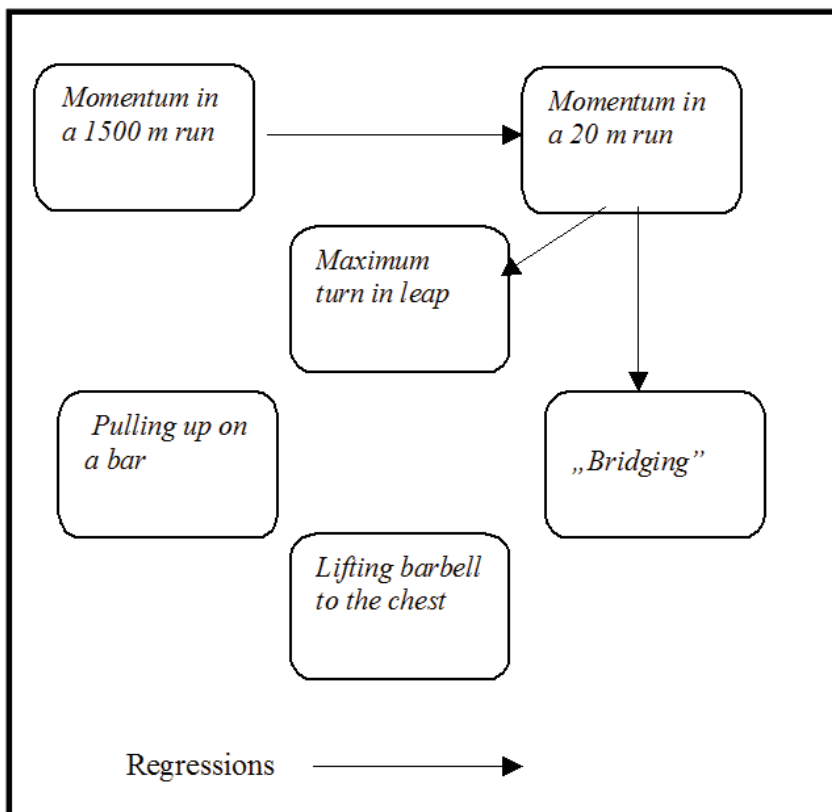 Momentum in
a 1500 m run
Momentum in
a 20 m run
Maximum
turn in leap
Pulling up on
a bar
„Bridging”
Lifting barbell
to the chest
Regressions